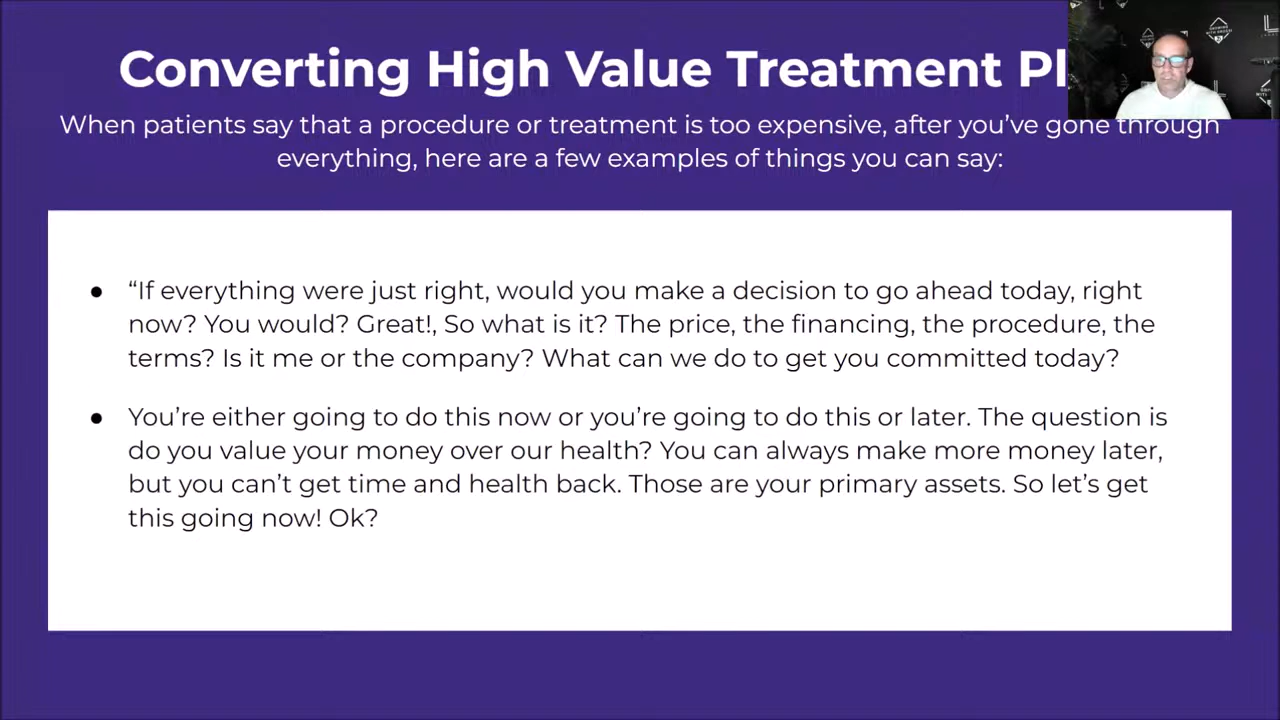 Converting High Value Treatment Pl
When patients say that a procedure or treatment is too expensive, after you’ve gone through
everything, here are a few examples of things you can say:
● “If everything were just right, would you make a decision to go ahead today, right
now? You would? Great!, So what is it? The price, the financing, the procedure, the
terms? Is it me or the company? What can we do to get you committed today?
● You’re either going to do this now or you’re going to do this or later. The question is
do you value your money over our health? You can always make more money later,
but you can’t get time and health back. Those are your primary assets. So let’s get
this going now! Ok?